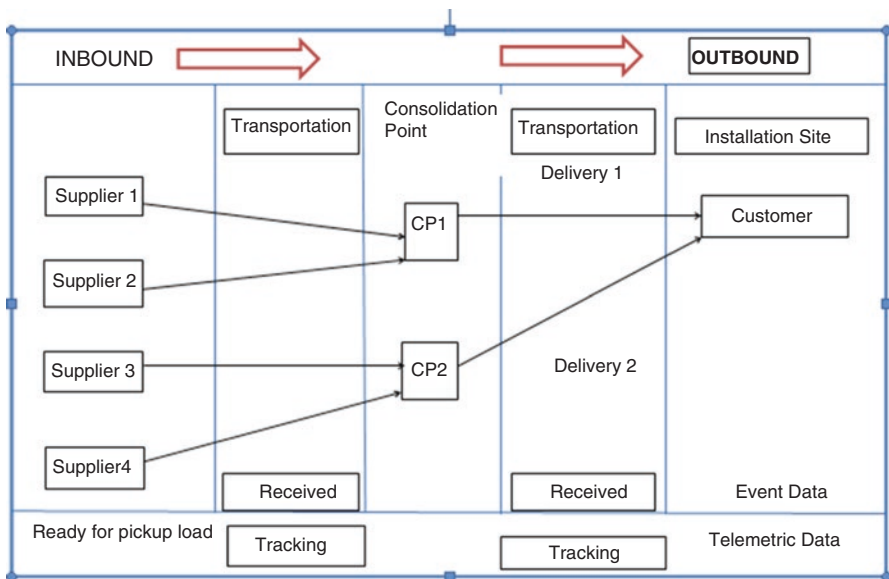 INBOUND
OUTBOUND
Transportation
Consolidation
Point
Transportation
Installation Site
Delivery 1
Supplier 1
CP1
Customer
Supplier 2
Supplier 3
CP2
Delivery 2
Supplier4
Received
Received
Event Data
Ready for pickup load
Tracking
Tracking
Telemetric Data